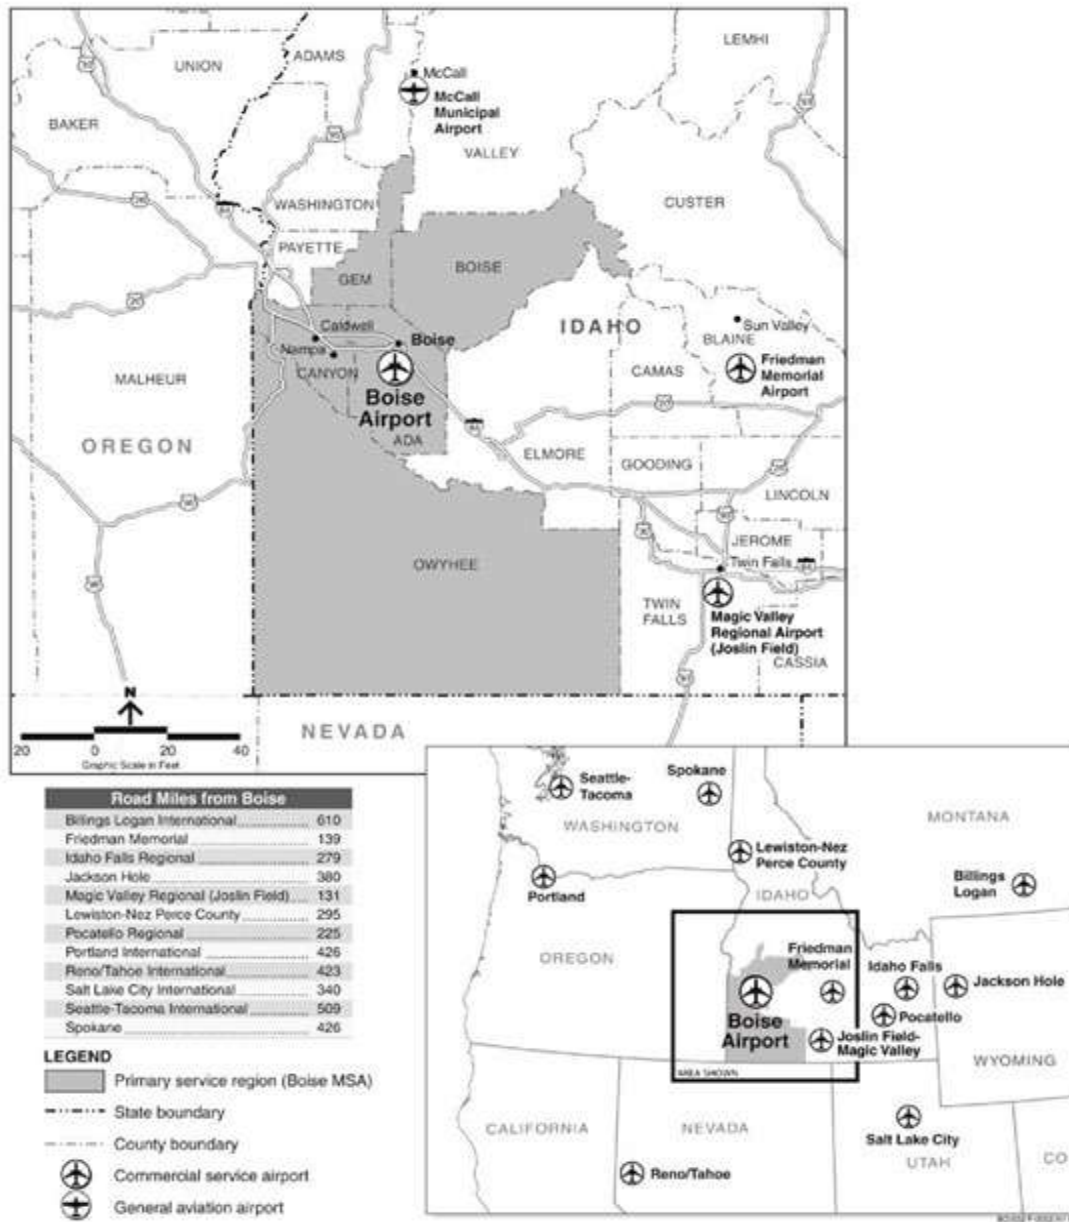 LEMHI
ADAMS
UNION
McCall
McCall
Municipal
Airport
BAKER
VALLEY
CUSTER
WASHINGTON
PAYETTE
BOISE
GEM
IDAHO
Sun Valley
Caldwell
Boise
BLAINE
Nampa
Friedman
Memorial
Airport
CANYON
CAMAS
MALHEUR
Boise
Airport
ADA
OREGON
ELMORE
GOODING
LINCOLN
JEROME
Twin Falls
OWYHEE
TWIN
FALLS
Magic Valley
Regional Airport
(Joslin Field)
CASSIA
N
NEVADA
20 0 20 40
Graphic Scale in Feet
Road Miles from Boise
Billings Logan International 610
Friedman Memorial 139
Idaho Falls Regional 279
Jackson Hole 380
Magic Valley Regional (Joslin Field) 131
Lewiston-Nez Perce County 295
Pocatello Regional 225
Portland International 426
Reno/Tahoe International 423
Salt Lake City International 340
Seattle-Tacoma International 509
Spokane 426
LEGEND
Primary service region (Boise MSA)
State boundary
County boundary
Commercial service airport
General aviation airport
Spokane
Seattle-
Tacoma
MONTANA
WASHINGTON
Lewiston-Nez
Perce County
Billings
Logan
IDAHO
Portland
OREGON
Friedman
Memorial
Idaho Falls
Jackson Hole
Boise
Airport
Pocatello
Joslin Field-
Magic Valley
WYOMING
AREA SHOWN
CALIFORNIA
NEVADA
Salt Lake City
UTAH
CO
Reno/Tahoe